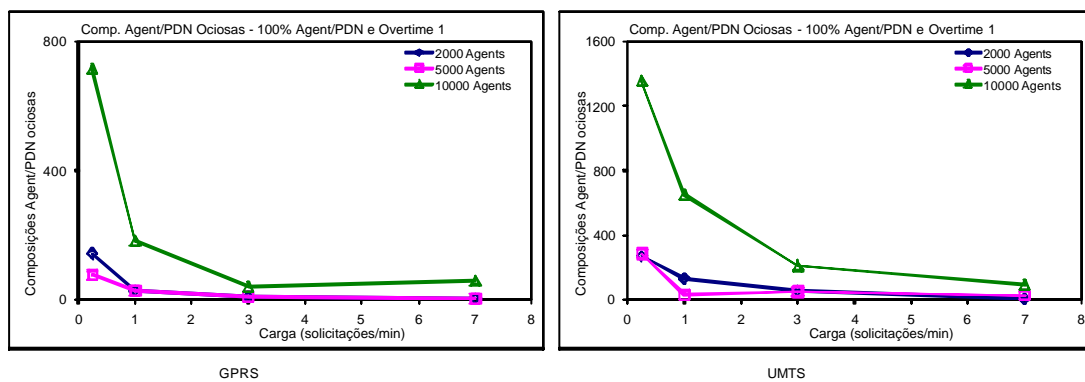 Comp. Agent/PDN Ociosas - 100% Agent/PDN e Overtime 1
2000 Agents
5000 Agents
10000 Agents
Composições Agent/PDN ociosas
800
400
0
0 1 2 3 4 5 6 7 8
Carga (solicitações/min)
GPRS
Comp. Agent/PDN Ociosas - 100% Agent/PDN e Overtime 1
2000 Agents
5000 Agents
10000 Agents
Composições Agent/PDN ociosas
1600
1200
800
400
0
0 1 2 3 4 5 6 7 8
Carga (solicitações/min)
UMTS